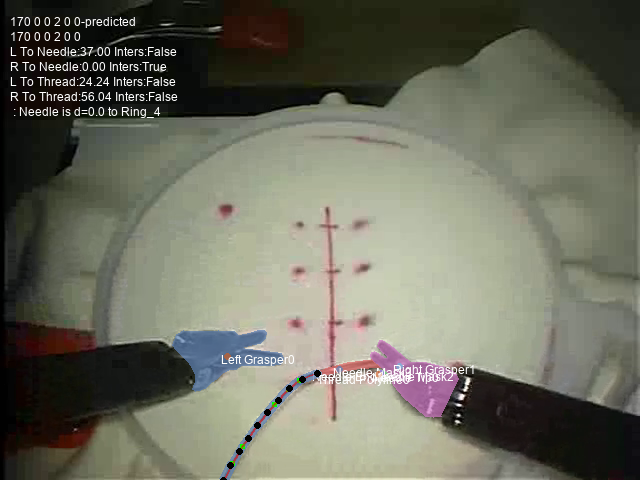 170 0 0 2 0 0-predicted
170 0 0 2 0 0
L To Needle:37.00 Inters:False
R To Needle:0.00 Inters:True
L To Thread:24.24 Inters:False
R To Thread:56.04 Inters:False
: Needle is d=0.0 to Ring_4
Left Grasper0
Right Grasper1